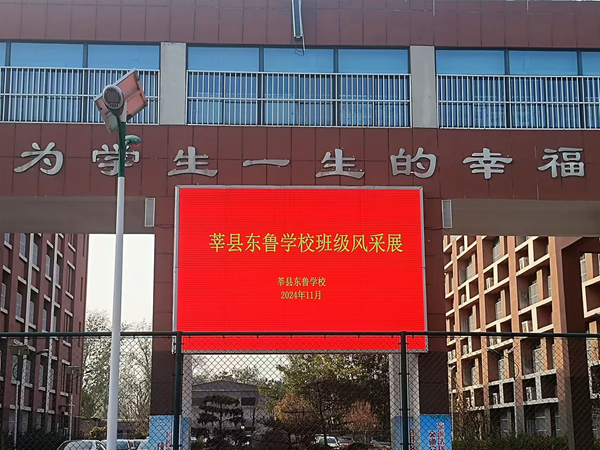 为学生一生的幸福
莘县东鲁学校班级风采展
莘县东鲁学校
2024年11月